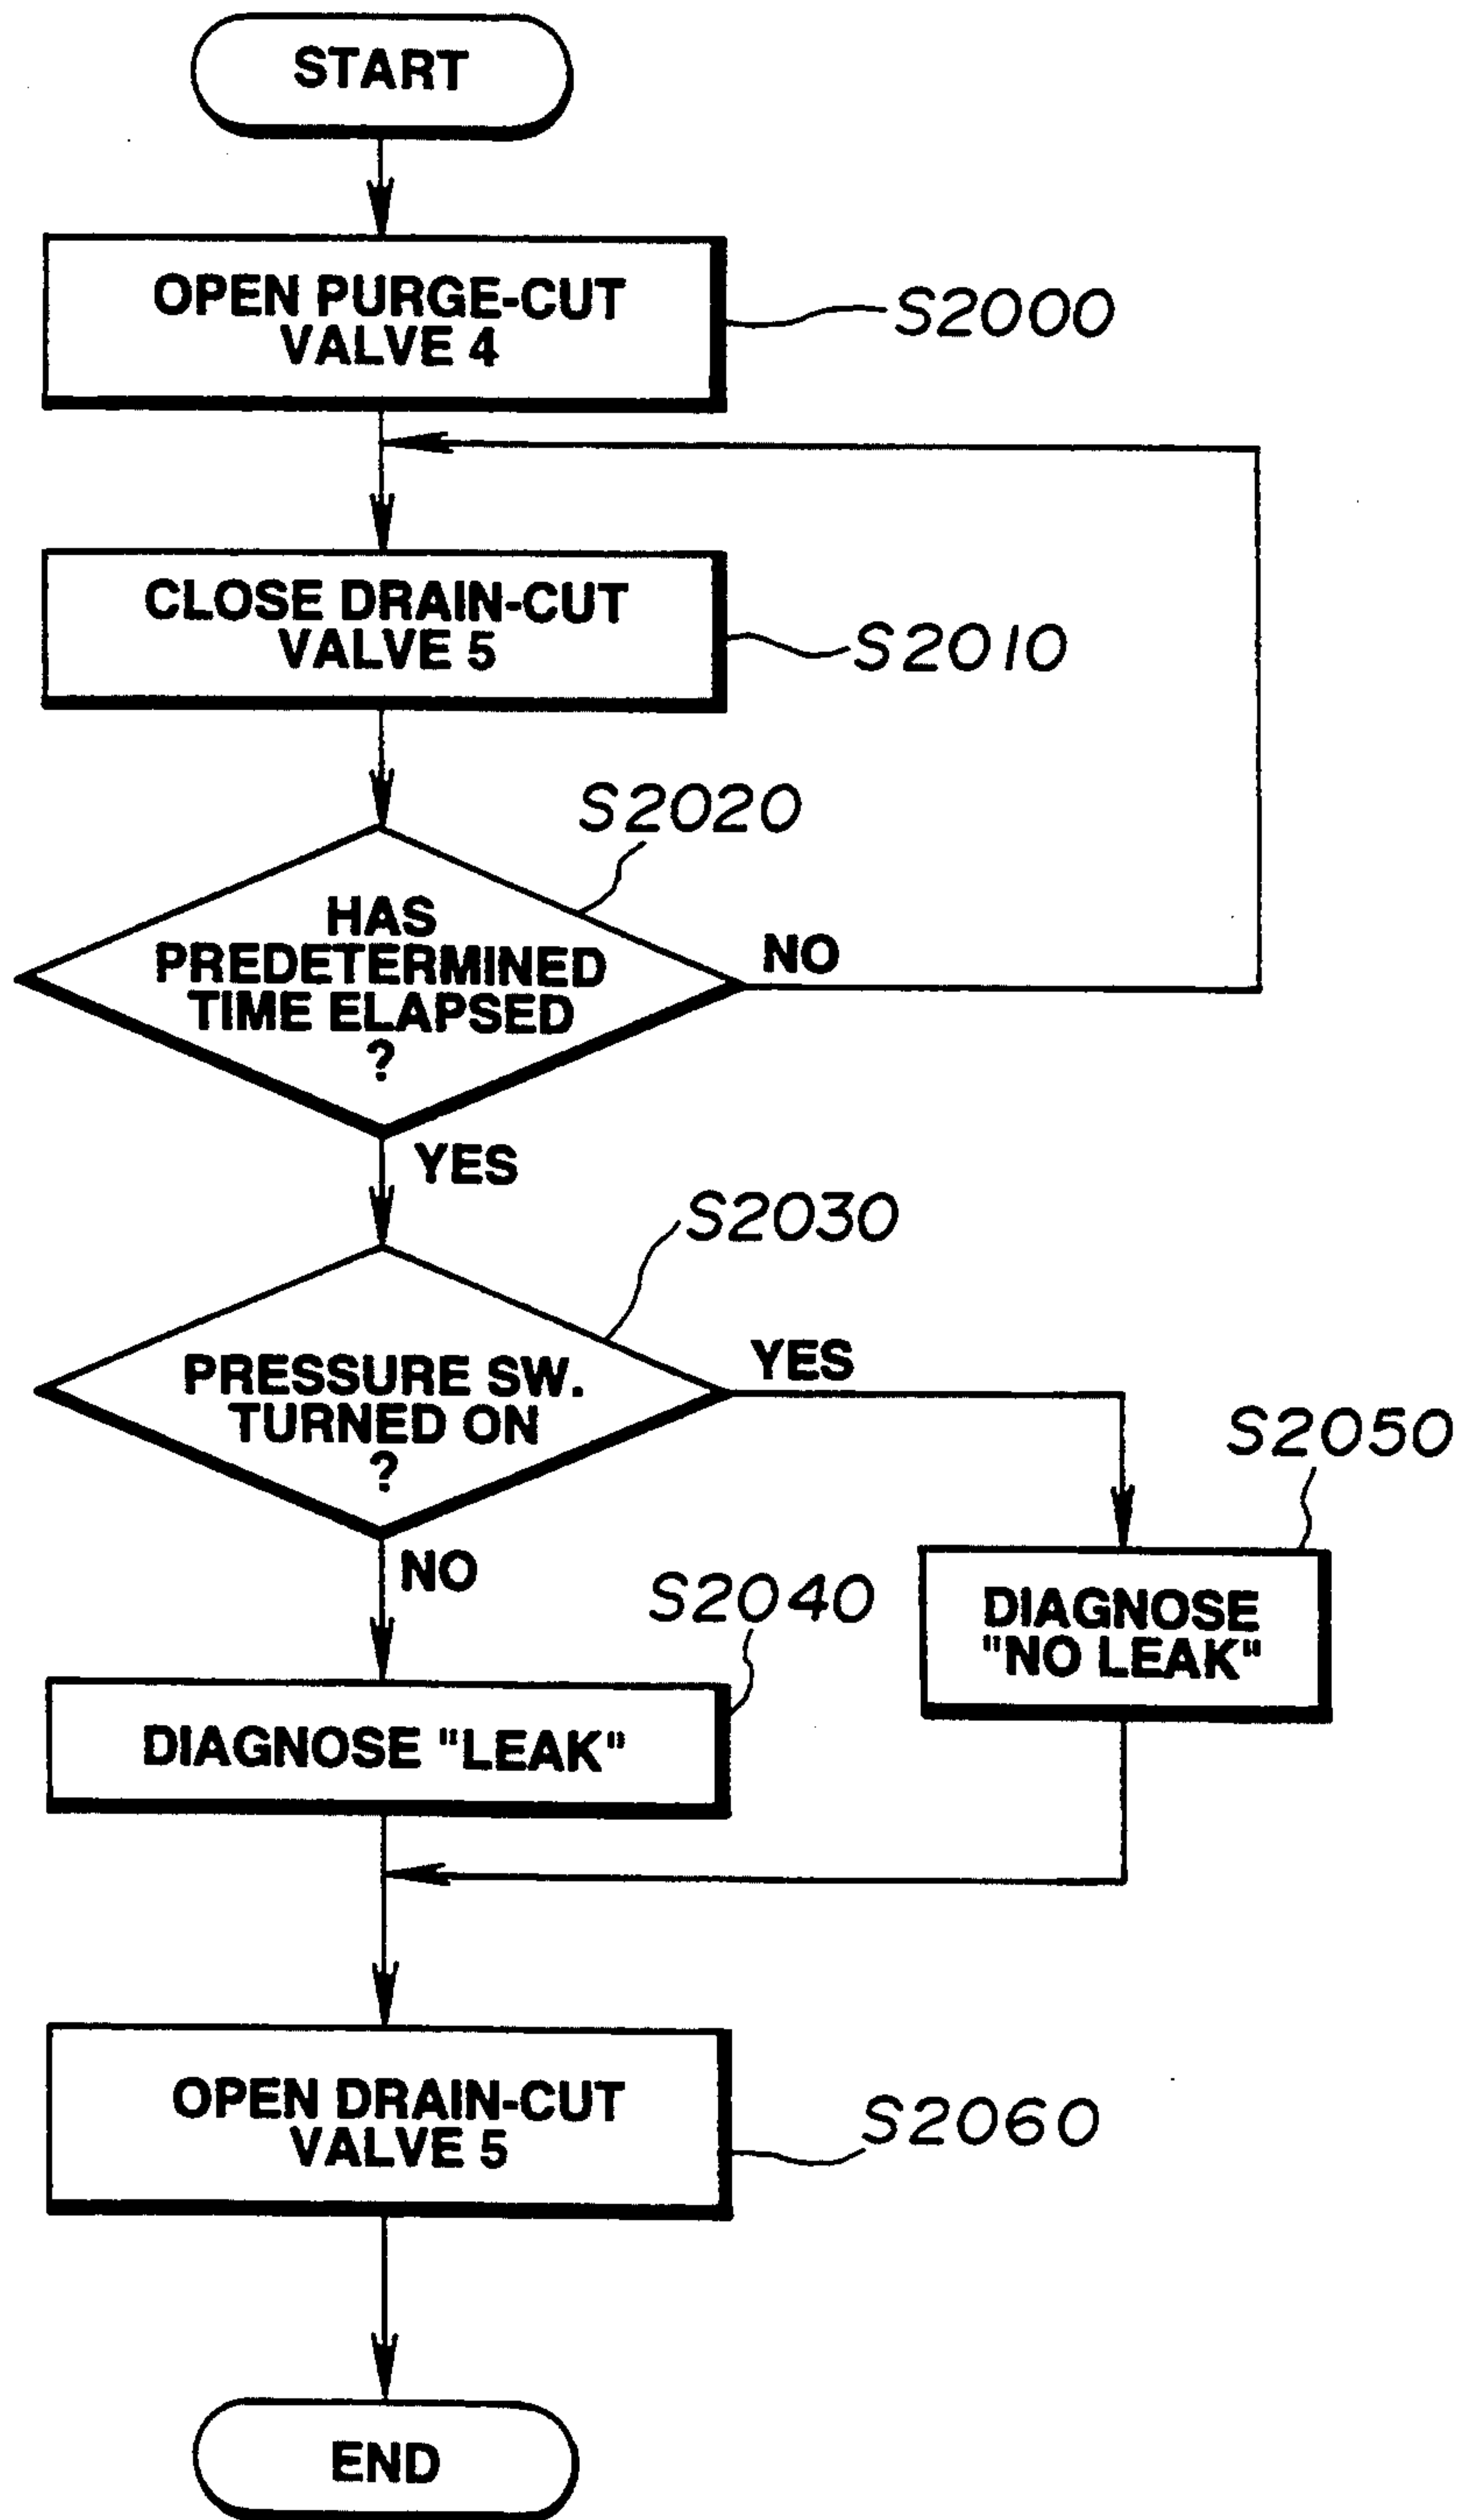 START
OPEN PURGE-CUT
VALVE 4
S2000
CLOSE DRAIN-CUT
VALVE 5
S2010
S2020
HAS
PREDETERMINED
TIME ELAPSED
?
NO
YES
S2030
PRESSURE SW.
TURNED ON
?
YES
NO
S2050
DIAGNOSE
"NO LEAK"
S2040
DIAGNOSE "LEAK"
OPEN DRAIN-CUT
VALVE 5
S2060
END